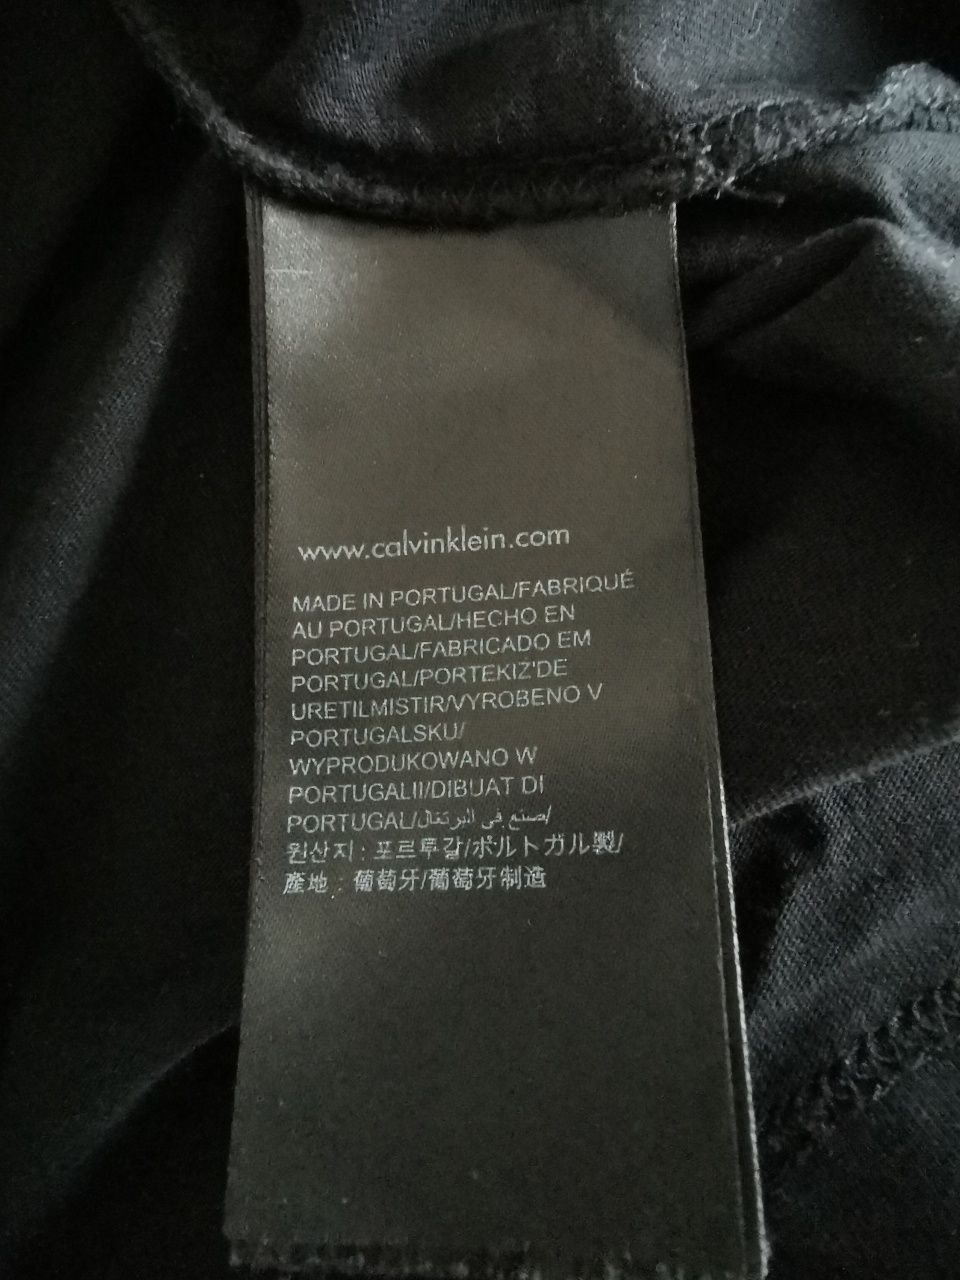 www.calvinklein.com
MADE IN PORTUGAL/FABRIQUÉ
AU PORTUGAL/HECHO EN
PORTUGAL/FABRICADO EM
PORTUGAL/PORTEKIZ'DE
URETILMISTIR/VYROBENO V
PORTUGALSKU/
WYPRODUKOWANO W
PORTUGALII/DIBUAT DI
PORTUGAL/صنع في البرتغال/
원산지 : 포르투갈/ポルトガル製/
產地 : 葡萄牙/葡萄牙制造